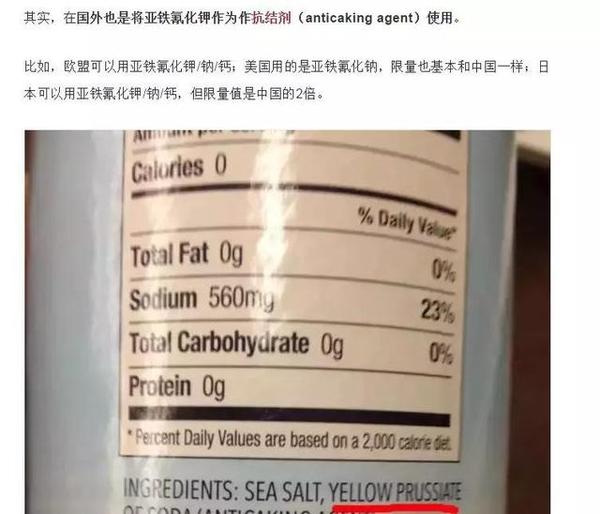 其实，在国外也是将亚铁氰化钾作为作抗结剂（anticaking agent）使用。
比如，欧盟可以用亚铁氰化钾/钠/钙；美国用的是亚铁氰化钠，限量也基本和中国一样；日
本可以用亚铁氰化钾/钠/钙，但限量值是中国的2倍。
Calories 0
% Daily Value*
Total Fat 0g 0%
Sodium 560mg 23%
Total Carbohydrate 0g 0%
Protein 0g
* Percent Daily Values are based on a 2,000 calorie diet.
INGREDIENTS: SEA SALT, YELLOW PRUSSIATE